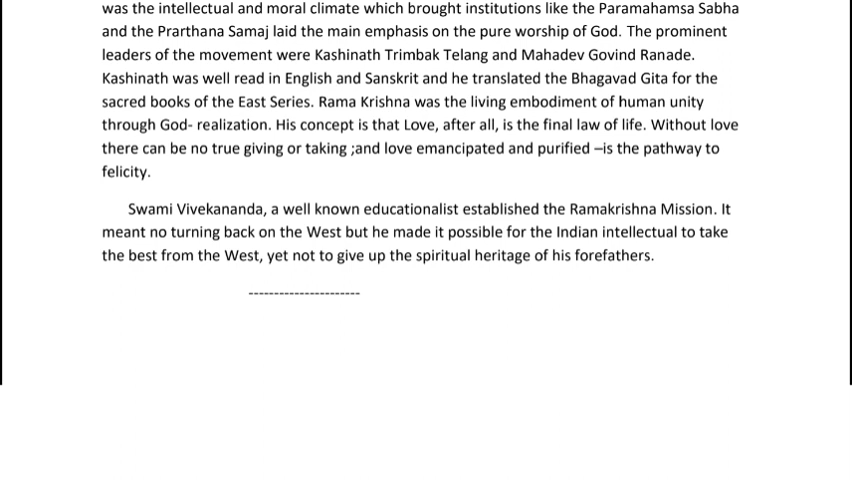 was the intellectual and moral climate which brought institutions like the Paramahamsa Sabha
and the Prarthana Samaj laid the main emphasis on the pure worship of God. The prominent
leaders of the movement were Kashinath Trimbak Telang and Mahadev Govind Ranade.
Kashinath was well read in English and Sanskrit and he translated the Bhagavad Gita for the
sacred books of the East Series. Rama Krishna was the living embodiment of human unity
through God- realization. His concept is that Love, after all, is the final law of life. Without love
there can be no true giving or taking ;and love emancipated and purified –is the pathway to
felicity.
Swami Vivekananda, a well known educationalist established the Ramakrishna Mission. It
meant no turning back on the West but he made it possible for the Indian intellectual to take
the best from the West, yet not to give up the spiritual heritage of his forefathers.
----------------------